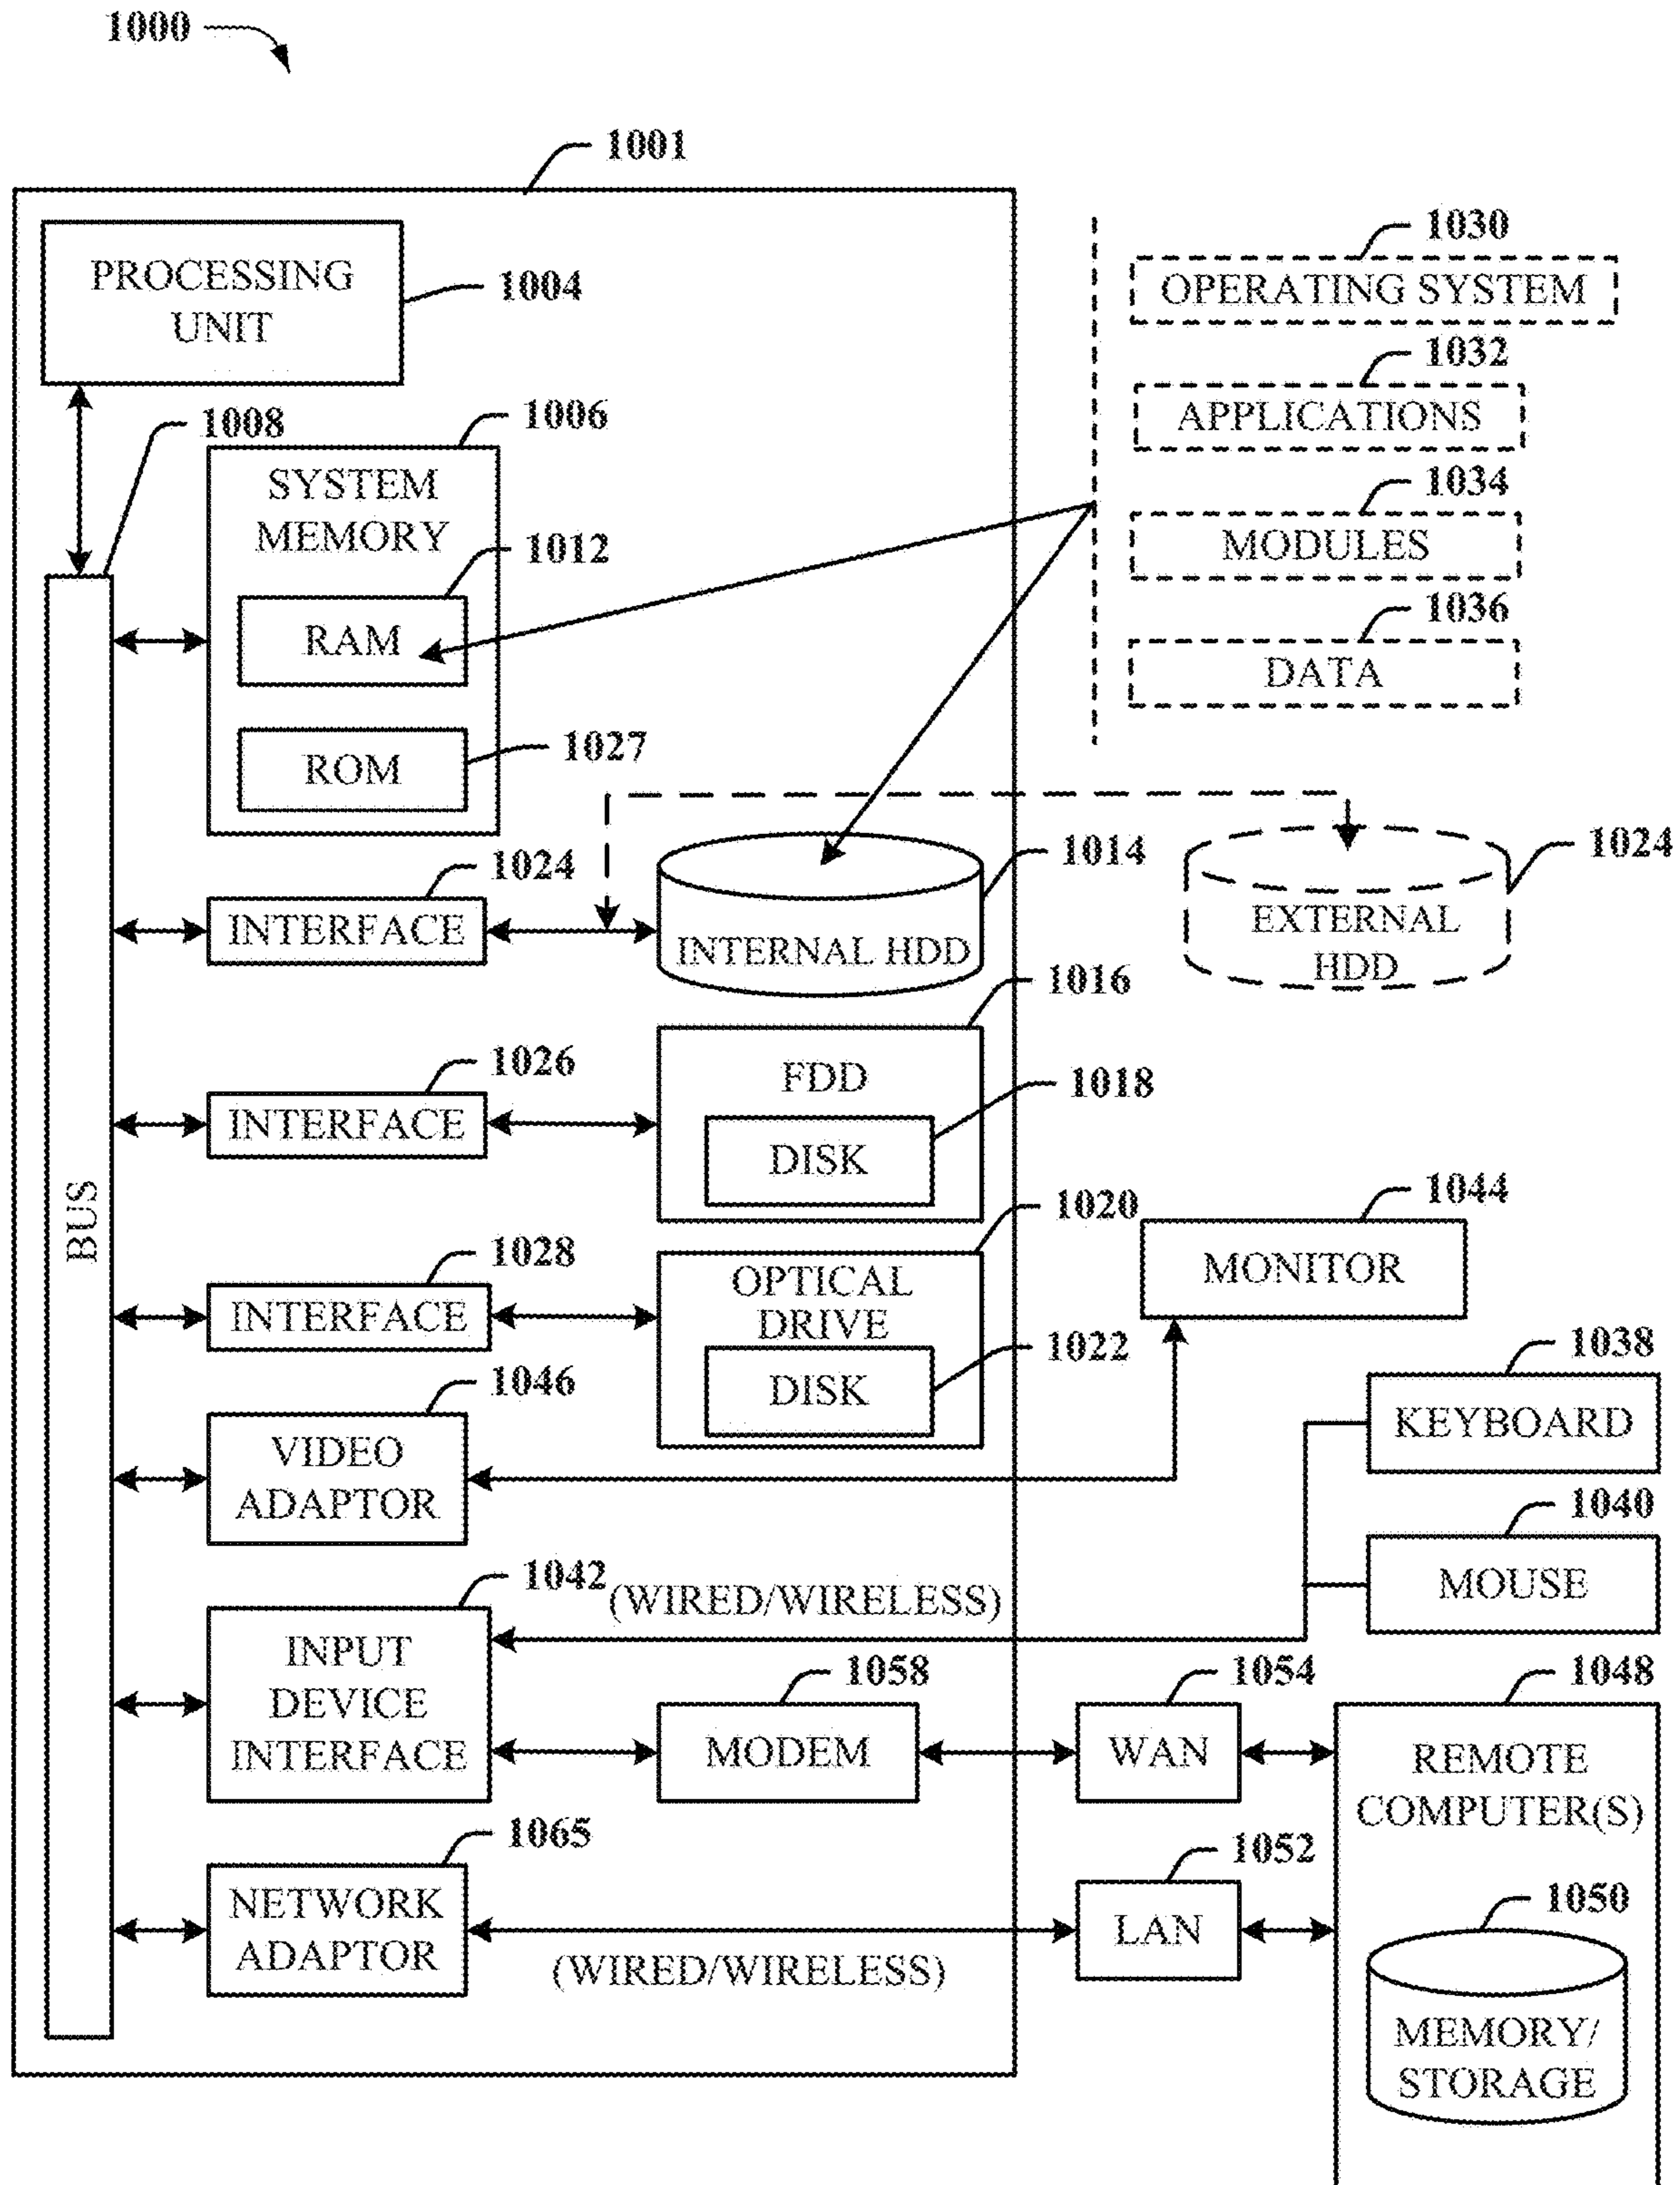 1000
1001
PROCESSING
UNIT
1004
1030
OPERATING SYSTEM
1032
APPLICATIONS
1034
MODULES
1036
DATA
1008
1006
SYSTEM
MEMORY
1012
RAM
1027
ROM
1024
INTERFACE
1014
INTERNAL HDD
1024
EXTERNAL
HDD
1016
1026
INTERFACE
FDD
1018
DISK
BUS
1020
1028
INTERFACE
OPTICAL
DRIVE
1022
DISK
1044
MONITOR
1046
VIDEO
ADAPTOR
1038
KEYBOARD
1040
MOUSE
1042
(WIRED/WIRELESS)
INPUT
DEVICE
INTERFACE
1058
MODEM
1054
WAN
1048
REMOTE
COMPUTER(S)
1065
NETWORK
ADAPTOR
(WIRED/WIRELESS)
1052
LAN
1050
MEMORY/
STORAGE